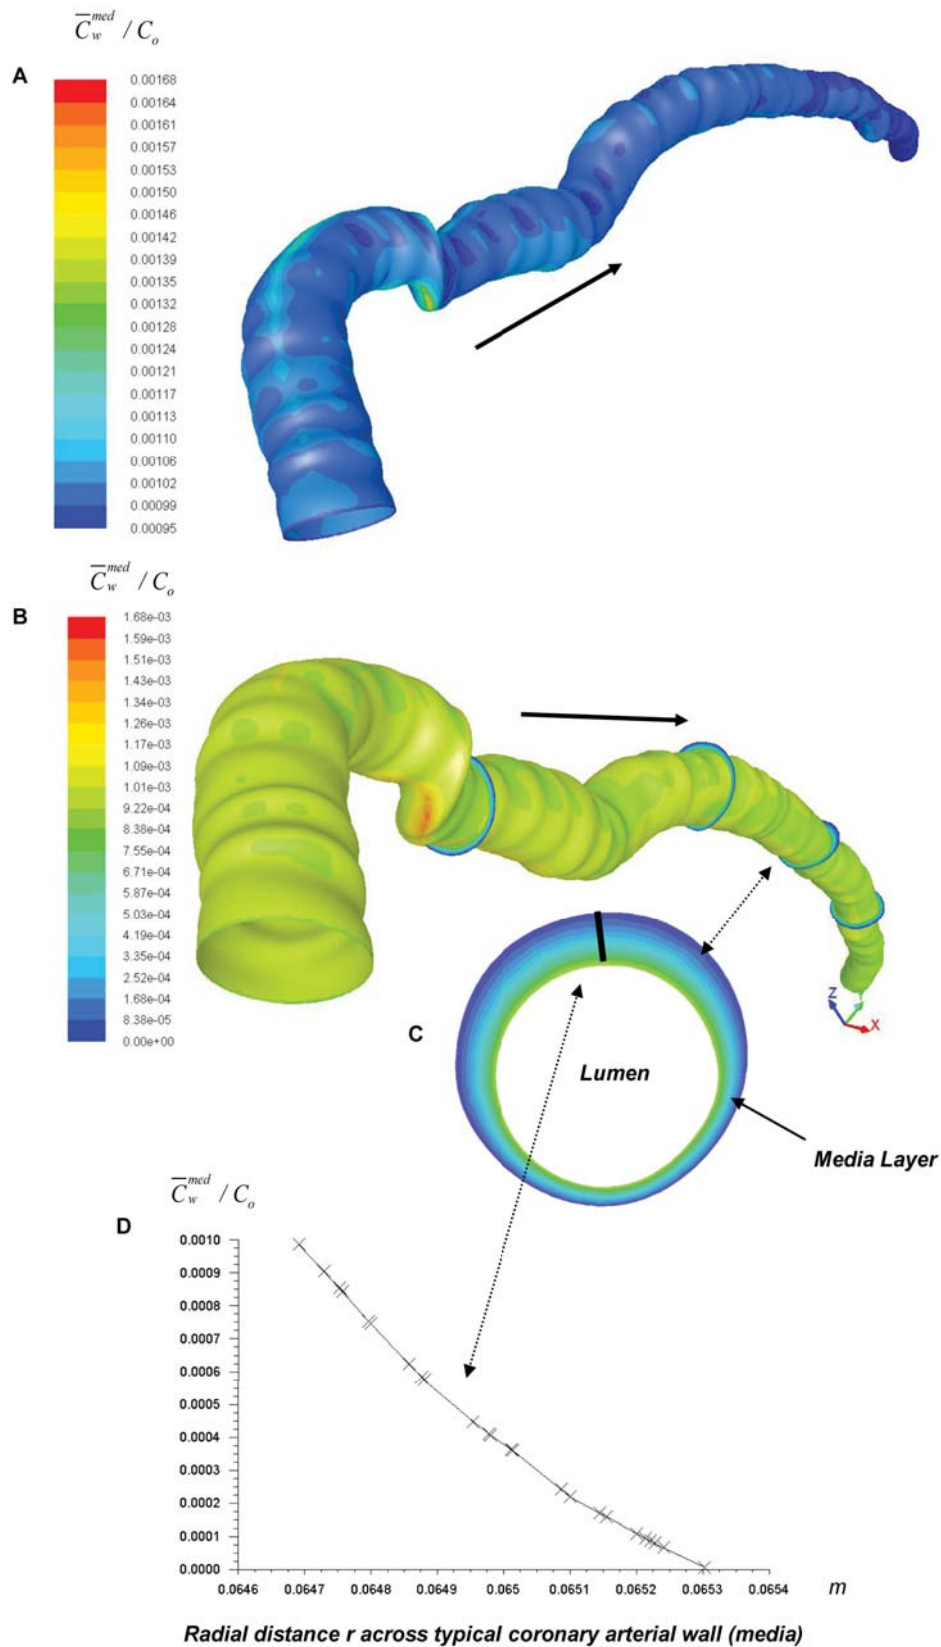 C̅_w^med / C_o
A
0.00168
0.00164
0.00161
0.00157
0.00153
0.00150
0.00146
0.00142
0.00139
0.00135
0.00132
0.00128
0.00124
0.00121
0.00117
0.00113
0.00110
0.00106
0.00102
0.00099
0.00095
C̅_w^med / C_o
B
1.68e-03
1.59e-03
1.51e-03
1.43e-03
1.34e-03
1.26e-03
1.17e-03
1.09e-03
1.01e-03
9.22e-04
8.38e-04
7.55e-04
6.71e-04
5.87e-04
5.03e-04
4.19e-04
3.35e-04
2.52e-04
1.68e-04
8.38e-05
0.00e+00
Z
X
C
Lumen
Media Layer
C̅_w^med / C_o
D
0.0010
0.0009
0.0008
0.0007
0.0006
0.0005
0.0004
0.0003
0.0002
0.0001
0.0000
0.0646 0.0647 0.0648 0.0649 0.065 0.0651 0.0652 0.0653 0.0654 m
Radial distance r across typical coronary arterial wall (media)